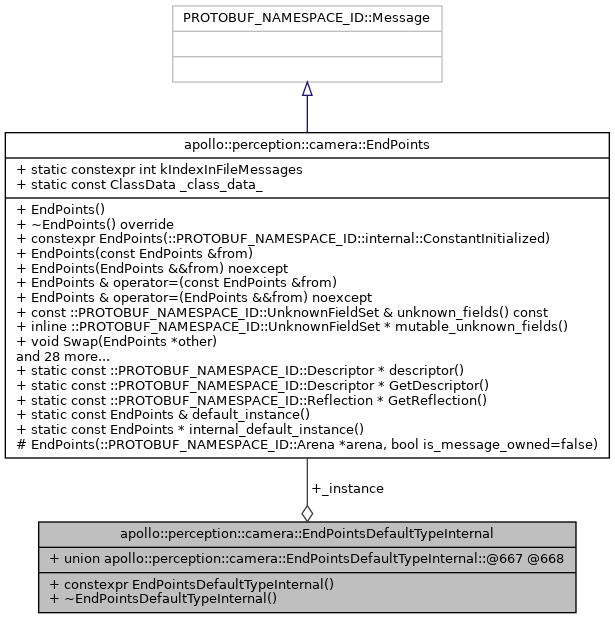 PROTOBUF_NAMESPACE_ID::Message
apollo::perception::camera::EndPoints
+ static constexpr int kIndexInFileMessages
+ static const ClassData _class_data_
+ EndPoints()
+ ~EndPoints() override
+ constexpr EndPoints(::PROTOBUF_NAMESPACE_ID::internal::ConstantInitialized)
+ EndPoints(const EndPoints &from)
+ EndPoints(EndPoints &&from) noexcept
+ EndPoints & operator=(const EndPoints &from)
+ EndPoints & operator=(EndPoints &&from) noexcept
+ const ::PROTOBUF_NAMESPACE_ID::UnknownFieldSet & unknown_fields() const
+ inline ::PROTOBUF_NAMESPACE_ID::UnknownFieldSet * mutable_unknown_fields()
+ void Swap(EndPoints *other)
and 28 more...
+ static const ::PROTOBUF_NAMESPACE_ID::Descriptor * descriptor()
+ static const ::PROTOBUF_NAMESPACE_ID::Descriptor * GetDescriptor()
+ static const ::PROTOBUF_NAMESPACE_ID::Reflection * GetReflection()
+ static const EndPoints & default_instance()
+ static const EndPoints * internal_default_instance()
# EndPoints(::PROTOBUF_NAMESPACE_ID::Arena *arena, bool is_message_owned=false)
+_instance
apollo::perception::camera::EndPointsDefaultTypeInternal
+ union apollo::perception::camera::EndPointsDefaultTypeInternal::@667 @668
+ constexpr EndPointsDefaultTypeInternal()
+ ~EndPointsDefaultTypeInternal()